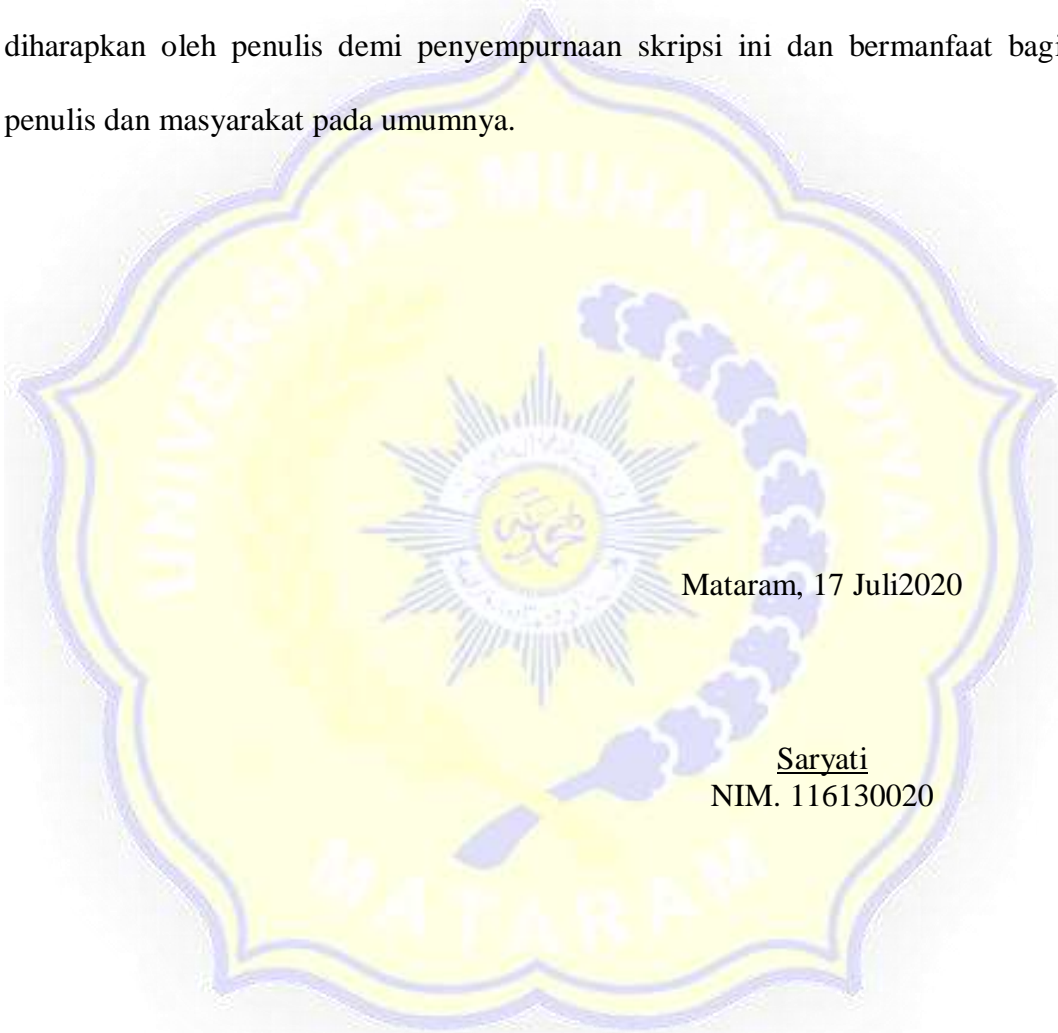 diharapkan oleh penulis demi penyempurnaan skripsi ini dan bermanfaat bagi
penulis dan masyarakat pada umumnya.
UNIVERSITAS MUHAMMADIYAH
Mataram, 17 Juli2020
Saryati
NIM. 116130020
MATARAM